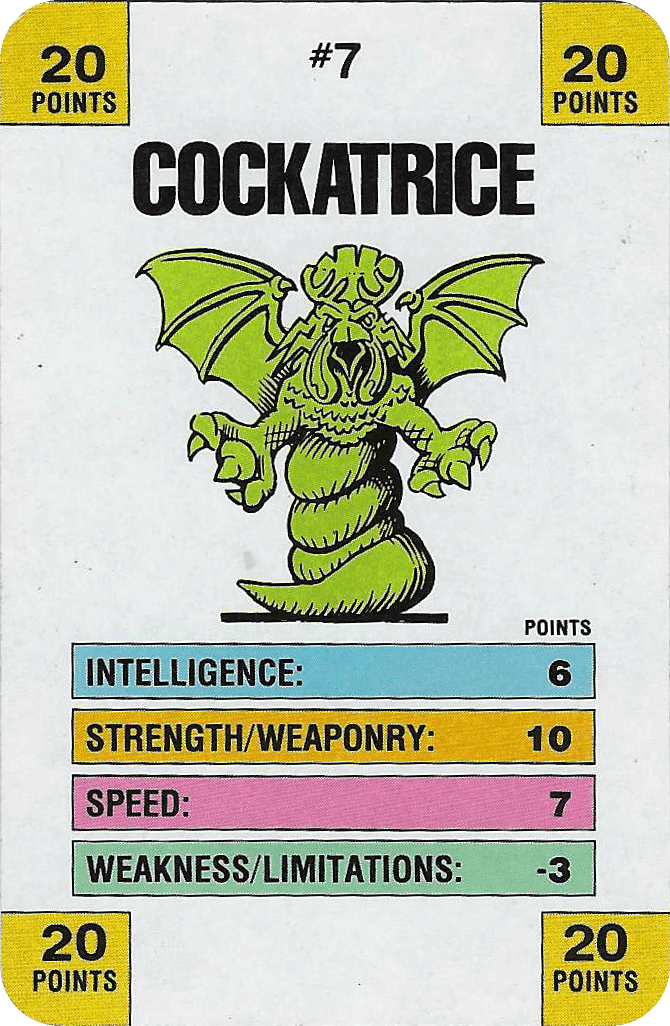 20 POINTS
#7
20 POINTS
COCKATRICE
POINTS
INTELLIGENCE: 6
STRENGTH/WEAPONRY: 10
SPEED: 7
WEAKNESS/LIMITATIONS: -3
20 POINTS
20 POINTS